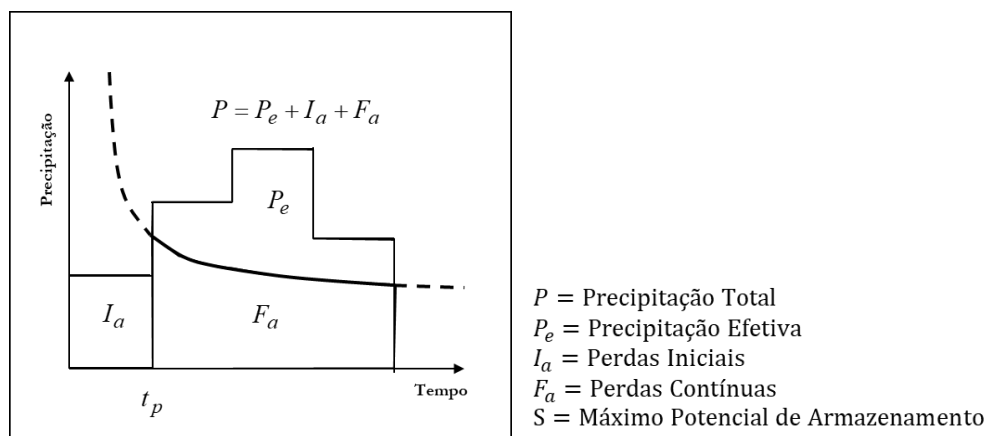 P = Pₑ + Iₐ + Fₐ
Precipitação
Pₑ
Iₐ
Fₐ
Tempo
tₚ
P = Precipitação Total
Pₑ = Precipitação Efetiva
Iₐ = Perdas Iniciais
Fₐ = Perdas Contínuas
S = Máximo Potencial de Armazenamento